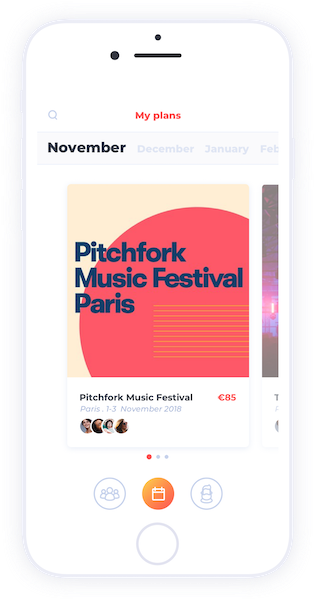 My plans
November December January Feb
Pitchfork
Music Festival
Paris
Pitchfork Music Festival €85
Paris . 1-3 November 2018